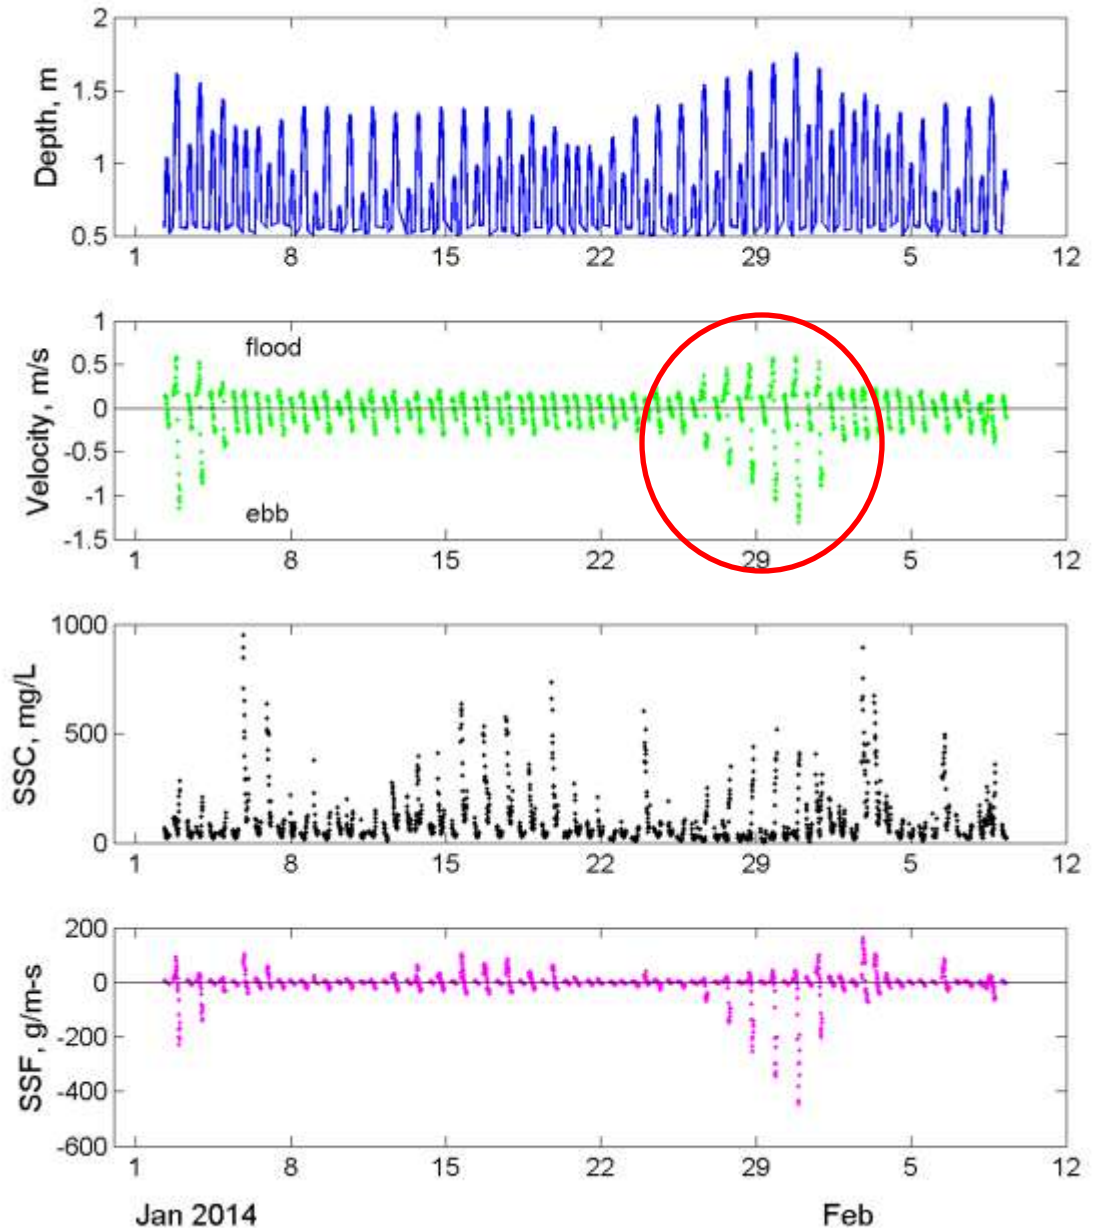 2
1.5
1
0.5
Depth, m
1 8 15 22 29 5 12
1
0.5
0
-0.5
-1
-1.5
Velocity, m/s
flood
ebb
1 8 15 22 29 5 12
1000
500
0
SSC, mg/L
1 8 15 22 29 5 12
200
0
-200
-400
-600
SSF, g/m-s
1 8 15 22 29 5 12
Jan 2014 Feb